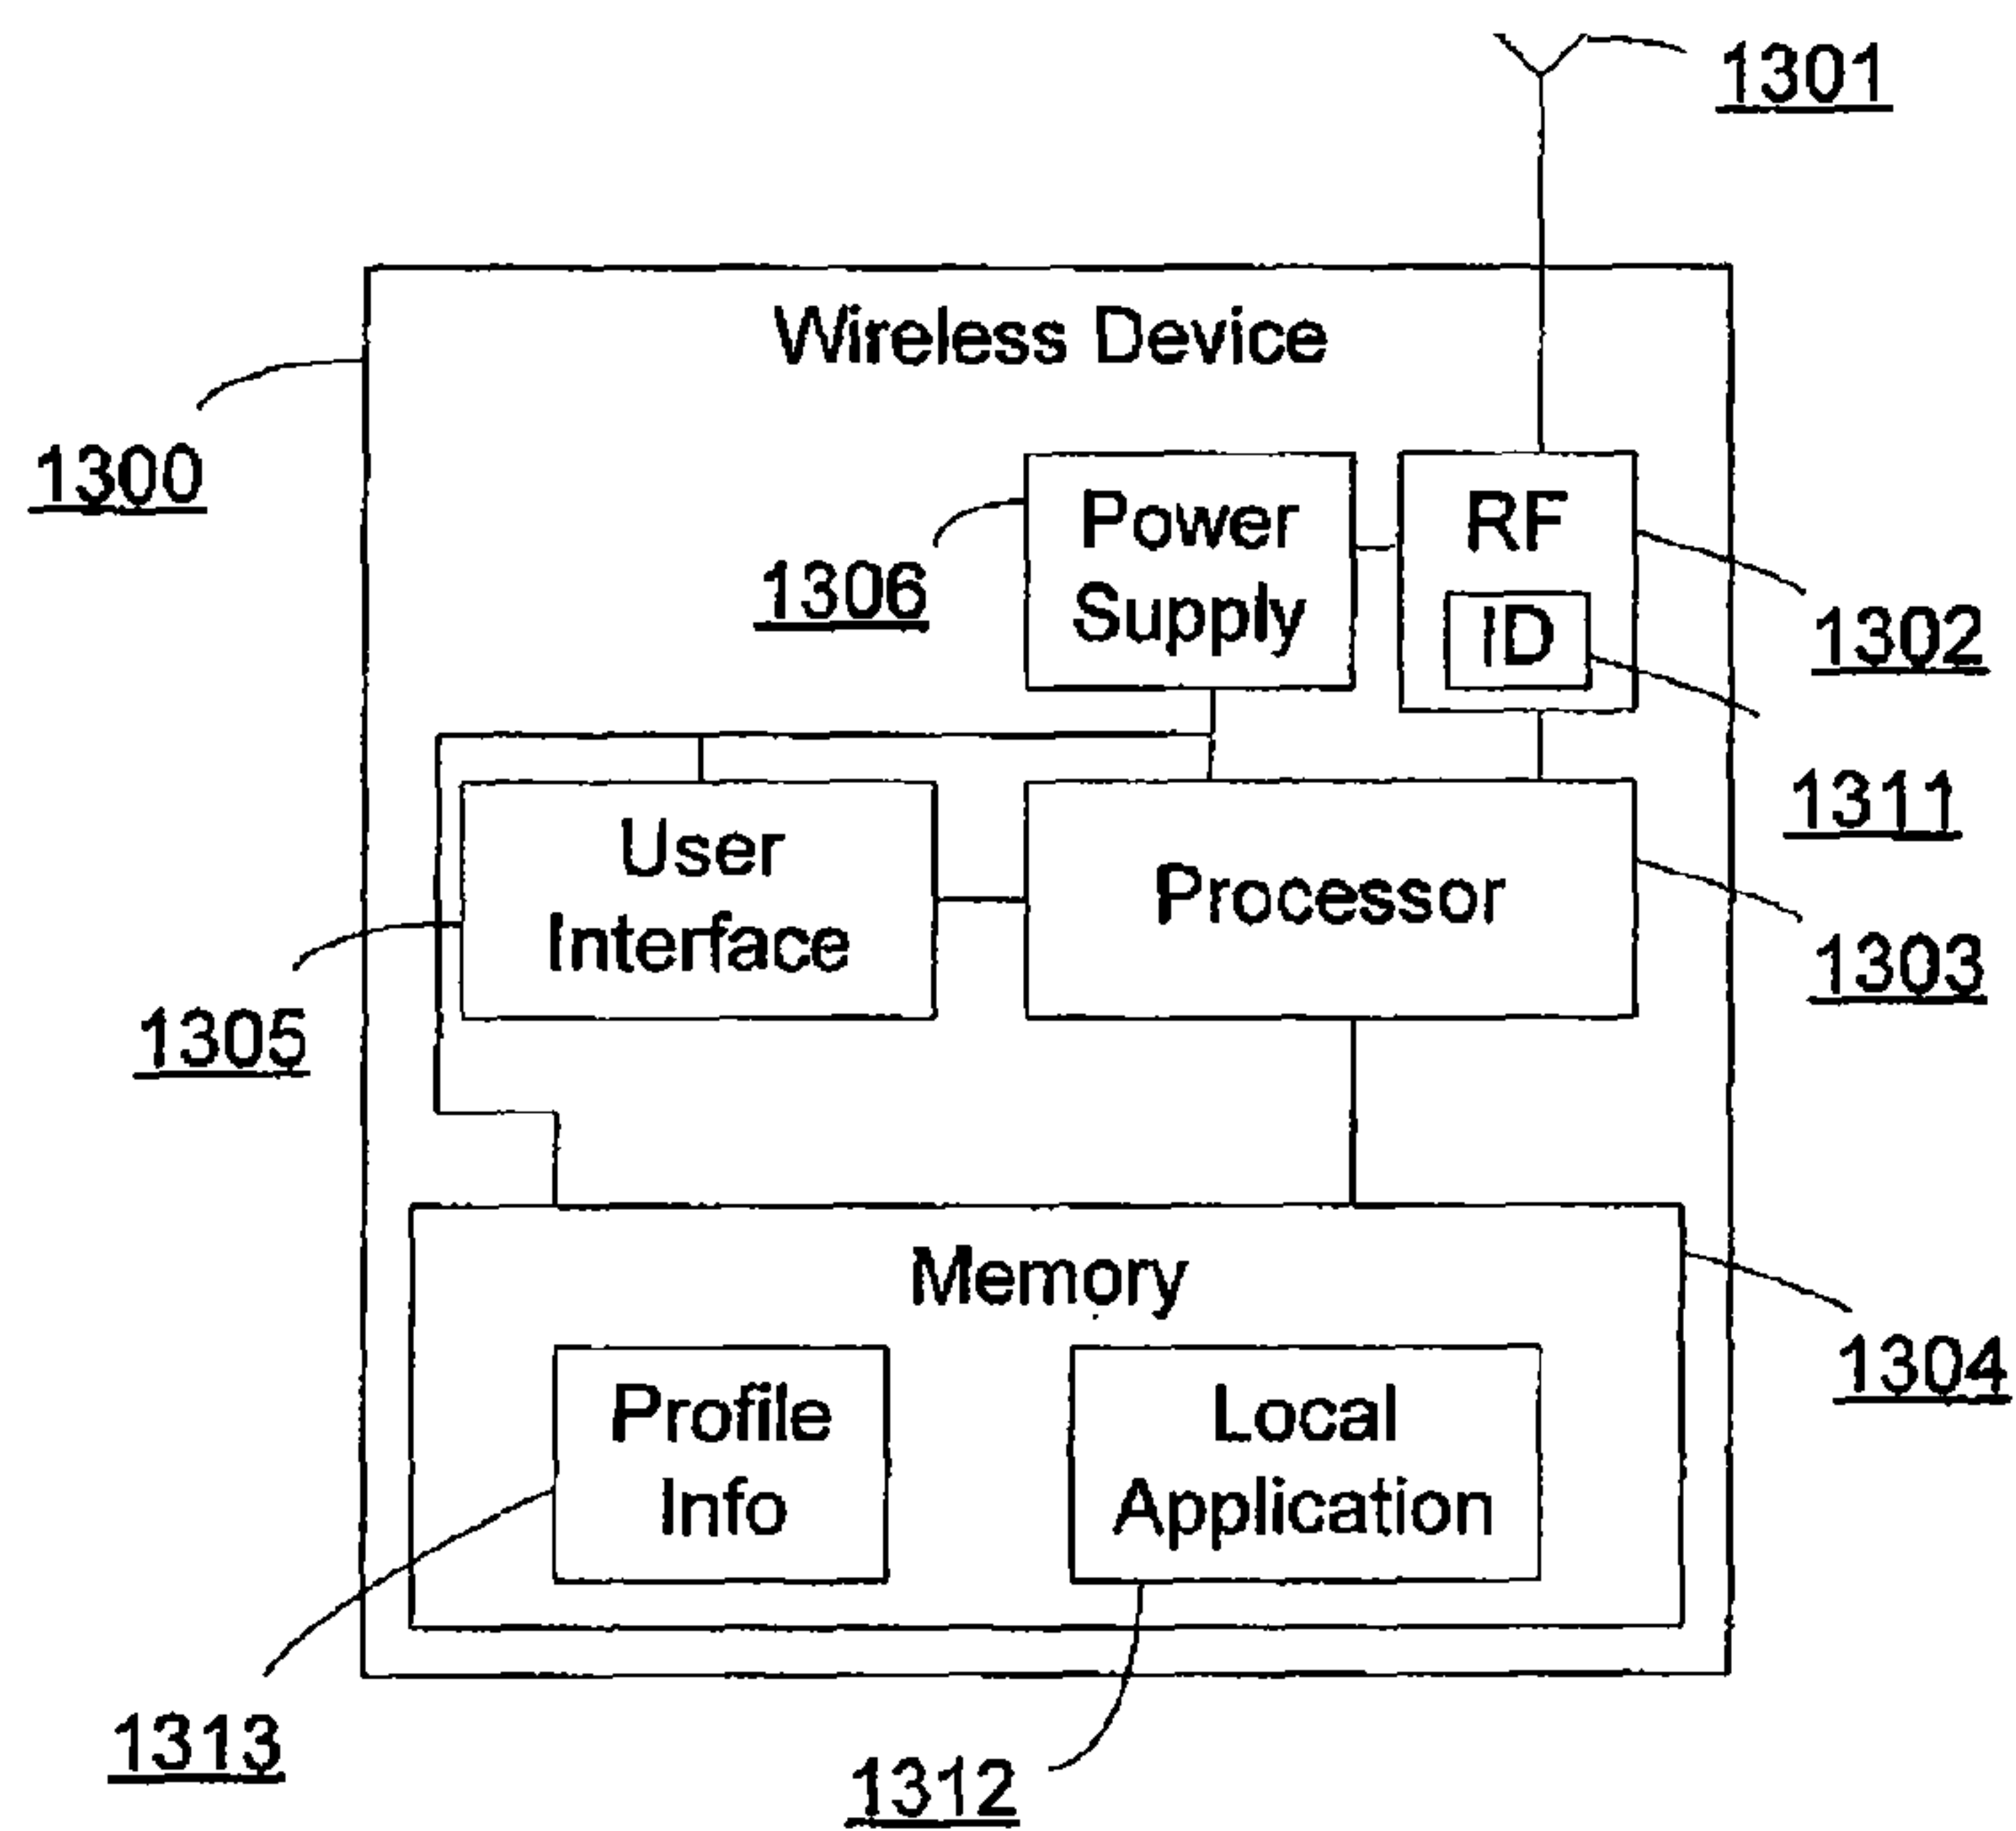 1301
Wireless Device
1300
Power
Supply
RF
ID
1306
1302
1311
User
Interface
Processor
1303
1305
Memory
1304
Profile
Info
Local
Application
1313
1312